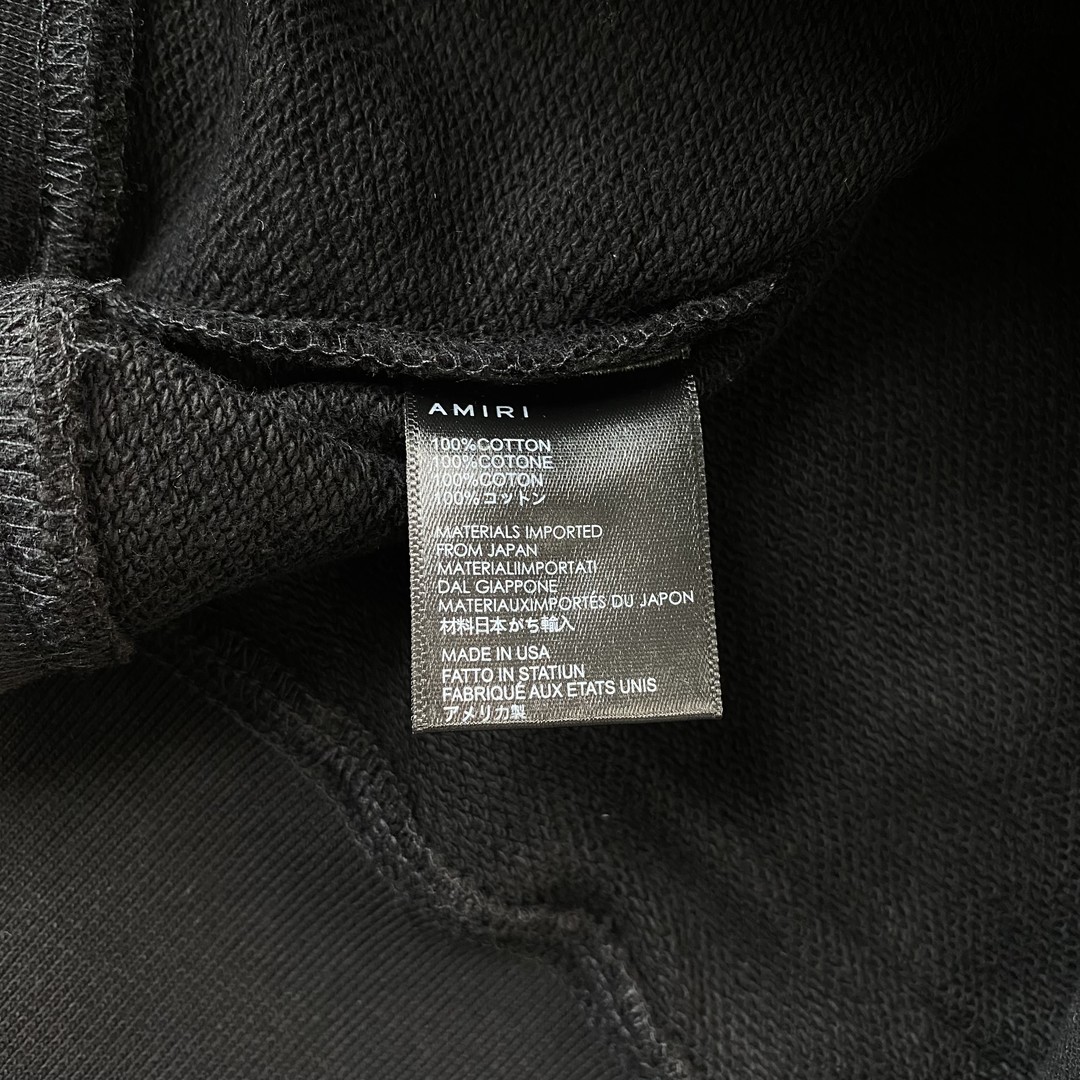 AMIRI
100%COTTON
100%COTONE
100%COTON
100%コットン
MATERIALS IMPORTED
FROM JAPAN
MATERIALIIMPORTATI
DAL GIAPPONE
MATERIAUXIMPORTÉS DU JAPON
材料日本がち輸入
MADE IN USA
FATTO IN STATIUN
FABRIQUÉ AUX ETATS UNIS
アメリカ製